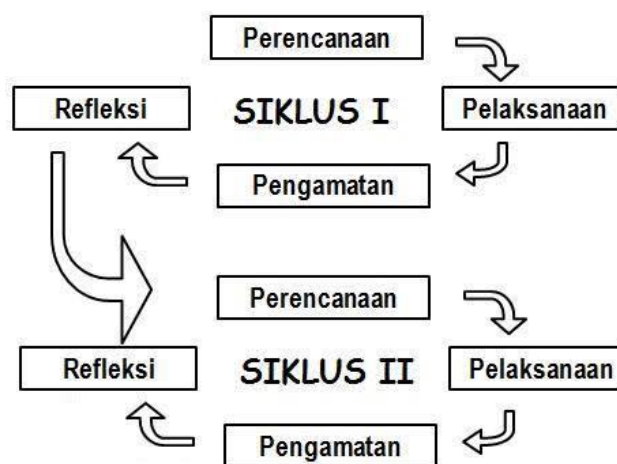 Perencanaan
Refleksi
SIKLUS I
Pelaksanaan
Pengamatan
Perencanaan
Refleksi
SIKLUS II
Pelaksanaan
Pengamatan